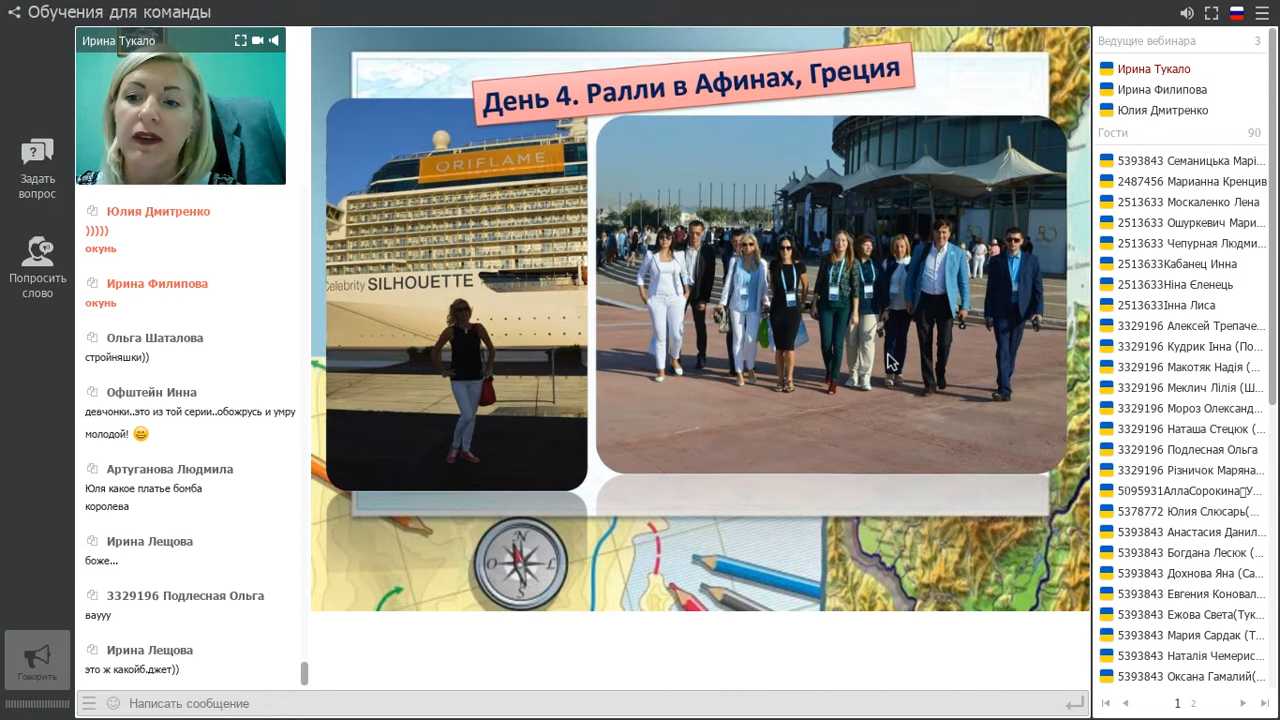 Обучения для команды
Ирина Тукало
Задать
вопрос
Попросить
слово
Говорить
Юлия Дмитренко
)))))
окунь
Ирина Филипова
окунь
Ольга Шаталова
стройняшки))
Офштейн Инна
девчонки..это из той серии..обожрусь и умру
молодой!
Артуганова Людмила
Юля какое платье бомба
королева
Ирина Лещова
боже...
3329196 Подлесная Ольга
вауу
Ирина Лещова
это ж какойб.джет))
Написать сообщение
День 4. Ралли в Афинах, Греция
ORIFLAME
Celebrity SILHOUETTE
50
N
O
L
S
Ведущие вебинара 3
Ирина Тукало
Ирина Филипова
Юлия Дмитренко
Гости 90
5393843 Семаницька Марі...
2487456 Марианна Кренцив
2513633 Москаленко Лена
2513633 Ошуркевич Мари...
2513633 Чепурная Людми...
2513633Кабанец Инна
2513633Ніна Єленець
2513633Інна Лиса
3329196 Алексей Трепаче...
3329196 Кудрик Інна (По...
3329196 Макотяк Надія (...
3329196 Меклич Лілія (Ш...
3329196 Мороз Олександ...
3329196 Наташа Стецюк (...
3329196 Подлесная Ольга
3329196 Різничок Маряна...
5095931АллаСорокина У...
5378772 Юлия Слюсарь(...
5393843 Анастасия Данил...
5393843 Богдана Лесюк (...
5393843 Дохнова Яна (Са...
5393843 Евгения Коновал...
5393843 Ежова Света(Тук...
5393843 Мария Сардак (Т...
5393843 Наталія Чемерис...
5393843 Оксана Гамалий(...
1 2